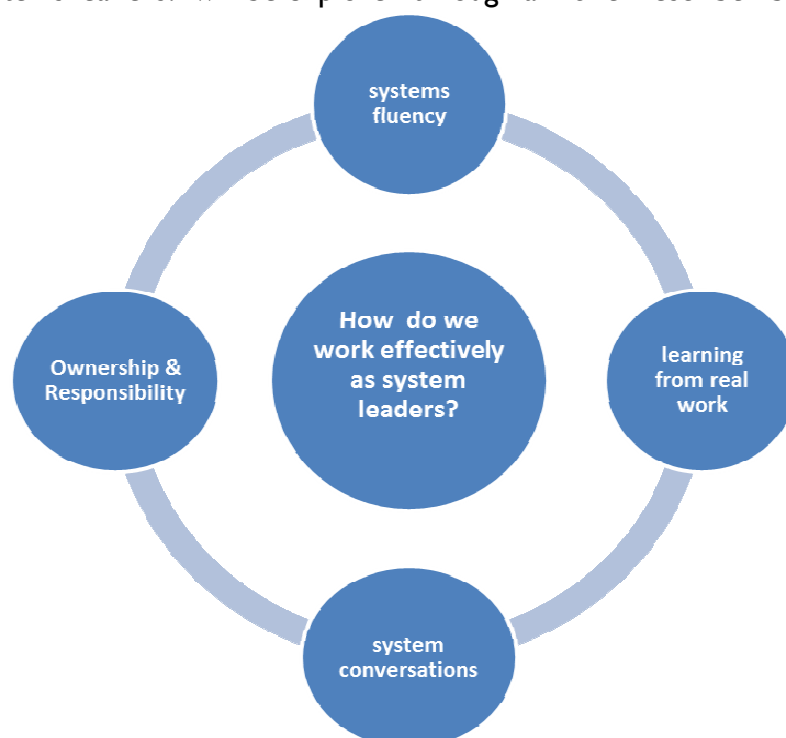 systems
fluency
How do we
work effectively
as system
leaders?
Ownership &
Responsibility
learning
from real
work
system
conversations